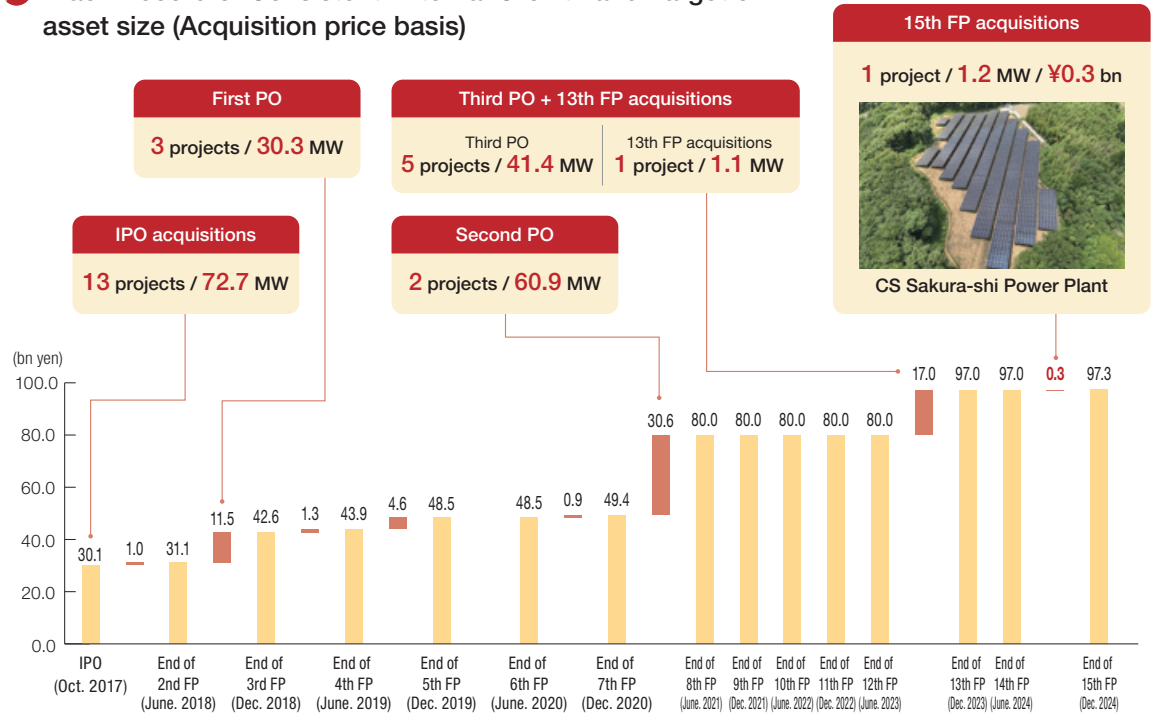 asset size (Acquisition price basis)
15th FP acquisitions
1 project / 1.2 MW / ¥0.3 bn
CS Sakura-shi Power Plant
First PO
3 projects / 30.3 MW
Third PO + 13th FP acquisitions
Third PO
5 projects / 41.4 MW
13th FP acquisitions
1 project / 1.1 MW
IPO acquisitions
13 projects / 72.7 MW
Second PO
2 projects / 60.9 MW
(bn yen)
100.0
80.0
60.0
40.0
20.0
0.0
30.1
1.0
31.1
11.5
42.6
1.3
43.9
4.6
48.5
48.5
0.9
49.4
30.6
80.0
80.0
80.0
80.0
80.0
17.0
97.0
97.0
0.3
97.3
IPO
(Oct. 2017)
End of
2nd FP
(June. 2018)
End of
3rd FP
(Dec. 2018)
End of
4th FP
(June. 2019)
End of
5th FP
(Dec. 2019)
End of
6th FP
(June. 2020)
End of
7th FP
(Dec. 2020)
End of
8th FP
(June. 2021)
End of
9th FP
(Dec. 2021)
End of
10th FP
(June. 2022)
End of
11th FP
(Dec. 2022)
End of
12th FP
(June. 2023)
End of
13th FP
(Dec. 2023)
End of
14th FP
(June. 2024)
End of
15th FP
(Dec. 2024)